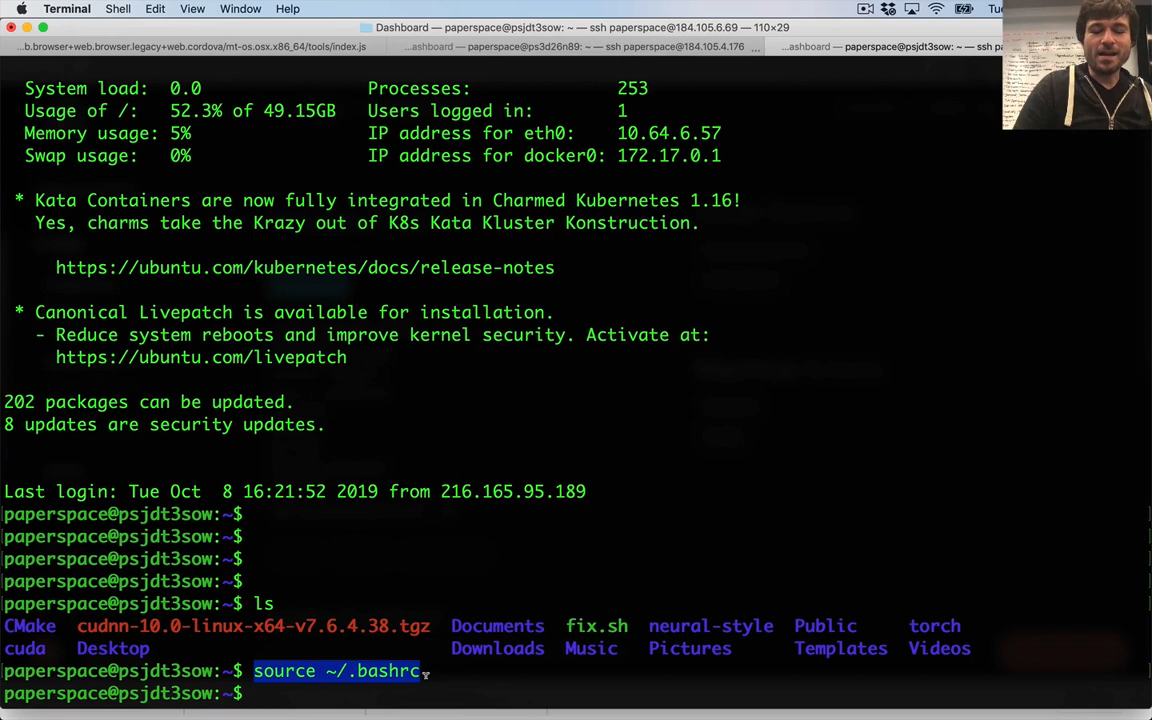 Terminal Shell Edit View Window Help Tue
Dashboard — paperspace@psjdt3sow: ~ — ssh paperspace@184.105.6.69 — 110×29
...b.browser+web.browser.legacy+web.cordova/mt-os.osx.x86_64/tools/index.js ...ashboard — paperspace@ps3d26n89: ~ — ssh paperspace@184.105.4.176 ... ...ashboard — paperspace@psjdt3sow: ~ — ssh
System load: 0.0 Processes: 253
Usage of /: 52.3% of 49.15GB Users logged in: 1
Memory usage: 5% IP address for eth0: 10.64.6.57
Swap usage: 0% IP address for docker0: 172.17.0.1
* Kata Containers are now fully integrated in Charmed Kubernetes 1.16!
Yes, charms take the Krazy out of K8s Kata Kluster Konstruction.
https://ubuntu.com/kubernetes/docs/release-notes
* Canonical Livepatch is available for installation.
- Reduce system reboots and improve kernel security. Activate at:
https://ubuntu.com/livepatch
202 packages can be updated.
8 updates are security updates.
Last login: Tue Oct 8 16:21:52 2019 from 216.165.95.189
paperspace@psjdt3sow:~$
paperspace@psjdt3sow:~$
paperspace@psjdt3sow:~$
paperspace@psjdt3sow:~$
paperspace@psjdt3sow:~$ ls
CMake cudnn-10.0-linux-x64-v7.6.4.38.tgz Documents fix.sh neural-style Public torch
cuda Desktop Downloads Music Pictures Templates Videos
paperspace@psjdt3sow:~$ source ~/.bashrc
paperspace@psjdt3sow:~$